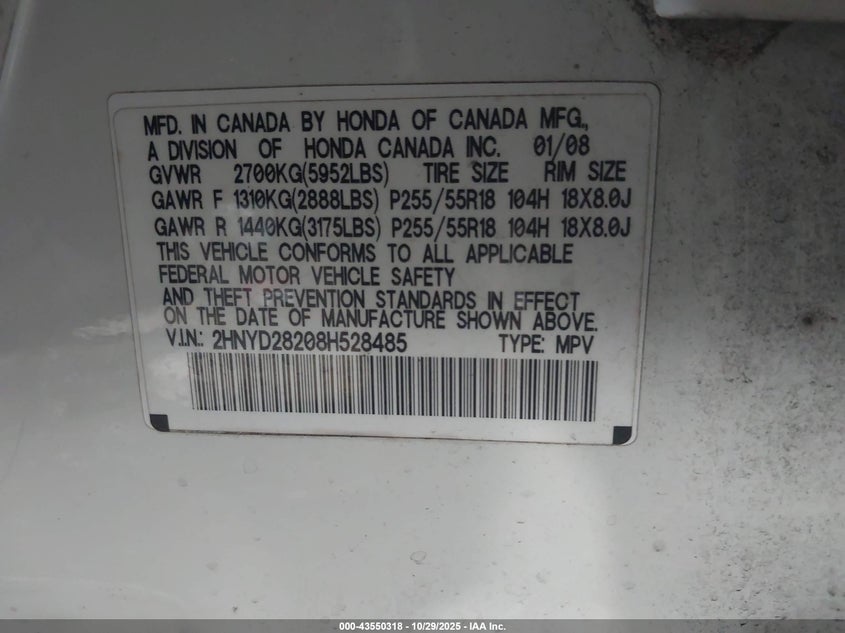 MFD. IN CANADA BY HONDA OF CANADA MFG.,
A DIVISION OF HONDA CANADA INC. 01/08
GVWR 2700KG(5952LBS) TIRE SIZE RIM SIZE
GAWR F 1310KG(2888LBS) P255/55R18 104H 18X8.0J
GAWR R 1440KG(3175LBS) P255/55R18 104H 18X8.0J
THIS VEHICLE CONFORMS TO ALL APPLICABLE
FEDERAL MOTOR VEHICLE SAFETY
AND THEFT PREVENTION STANDARDS IN EFFECT
ON THE DATE OF MANUFACTURE SHOWN ABOVE.
V.I.N.: 2HNYD28208H528485 TYPE: MPV
000-43550318 - 10/29/2025 - IAA Inc.